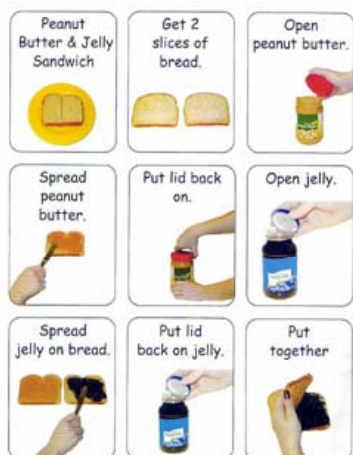 Peanut
Butter & Jelly
Sandwich
Get 2
slices of
bread.
Open
peanut butter.
Spread
peanut
butter.
Put lid back
on.
Open jelly.
Spread
jelly on bread.
Put lid
back on jelly.
Put
together